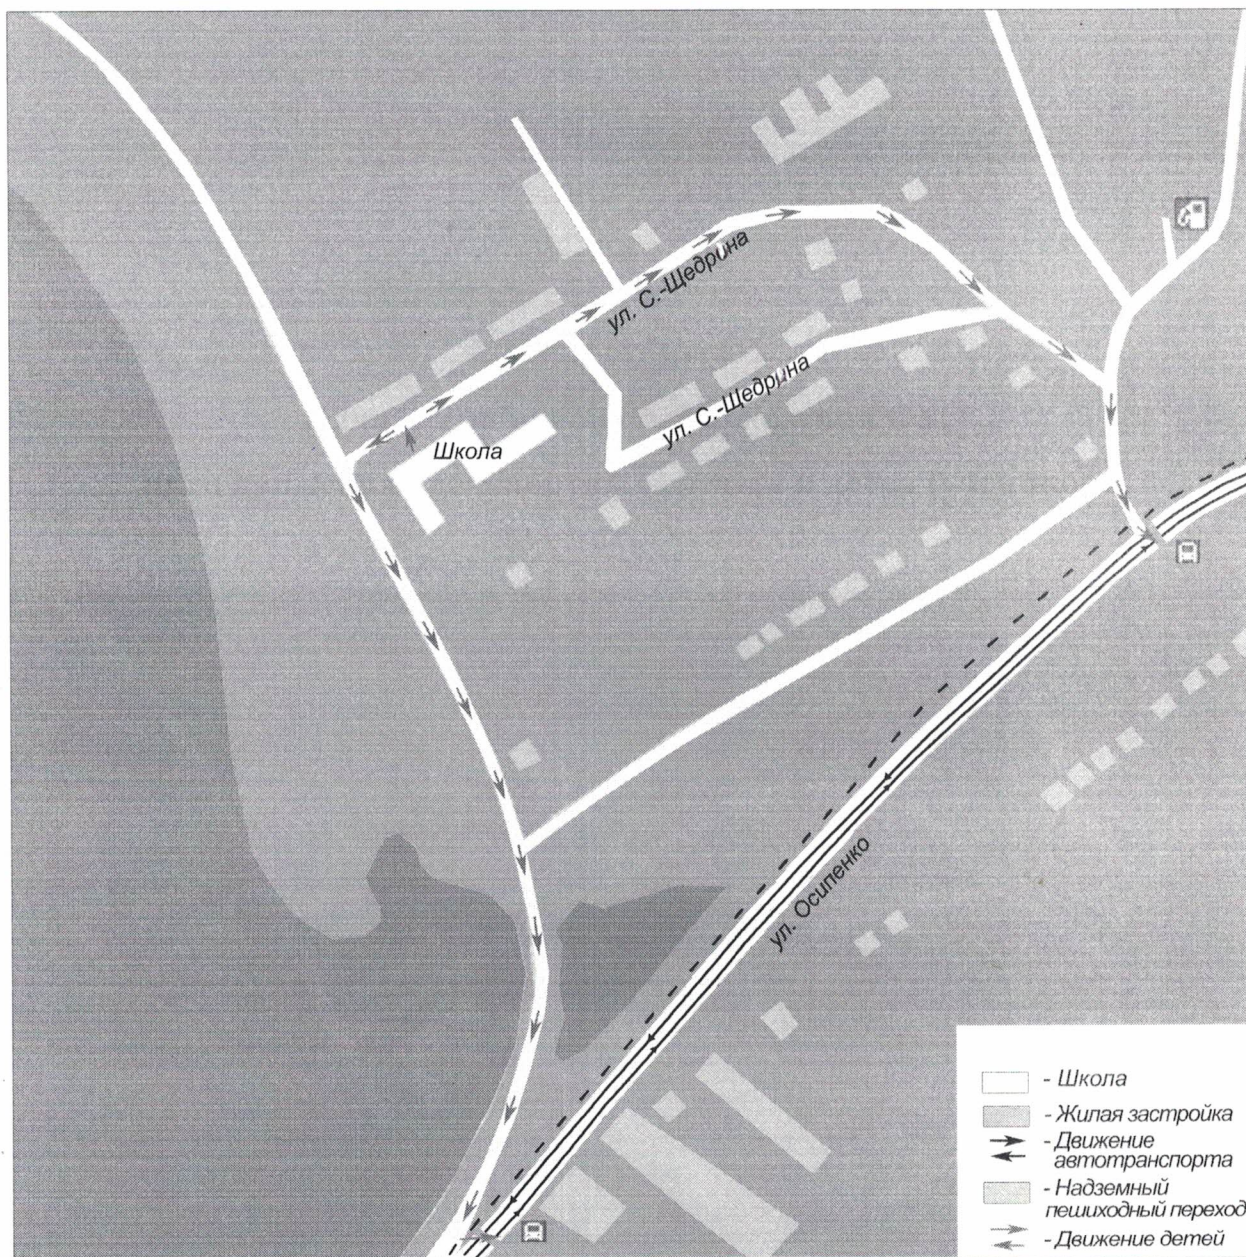 ул. С.-Щедрина
ул. С.-Щедрина
Школа
ул. Осипенко
- Школа
- Жилая застройка
- Движение
автотранспорта
- Надземный
пешиходный переход
- Движение детей